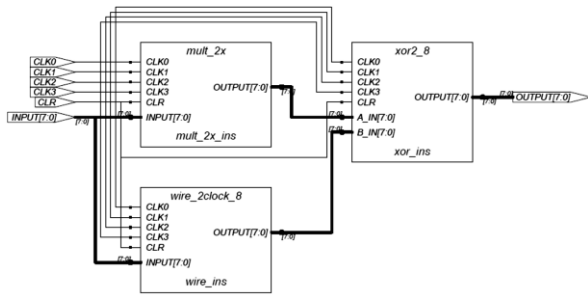 mult_2x
CLK0
CLK1
CLK2
CLK3
CLR
INPUT[7:0]
[7:0]
CLK0
CLK1
CLK2
CLK3
CLR
[7:0]
INPUT[7:0]
OUTPUT[7:0]
[7:0]
mult_2x_ins
xor2_8
CLK0
CLK1
CLK2
CLK3
CLR
[7:0]
A_IN[7:0]
[7:0]
B_IN[7:0]
OUTPUT[7:0]
[7:0]
[7:0]
OUTPUT[7:0]
xor_ins
wire_2clock_8
CLK0
CLK1
CLK2
CLK3
CLR
[7:0]
INPUT[7:0]
OUTPUT[7:0]
[7:0]
wire_ins